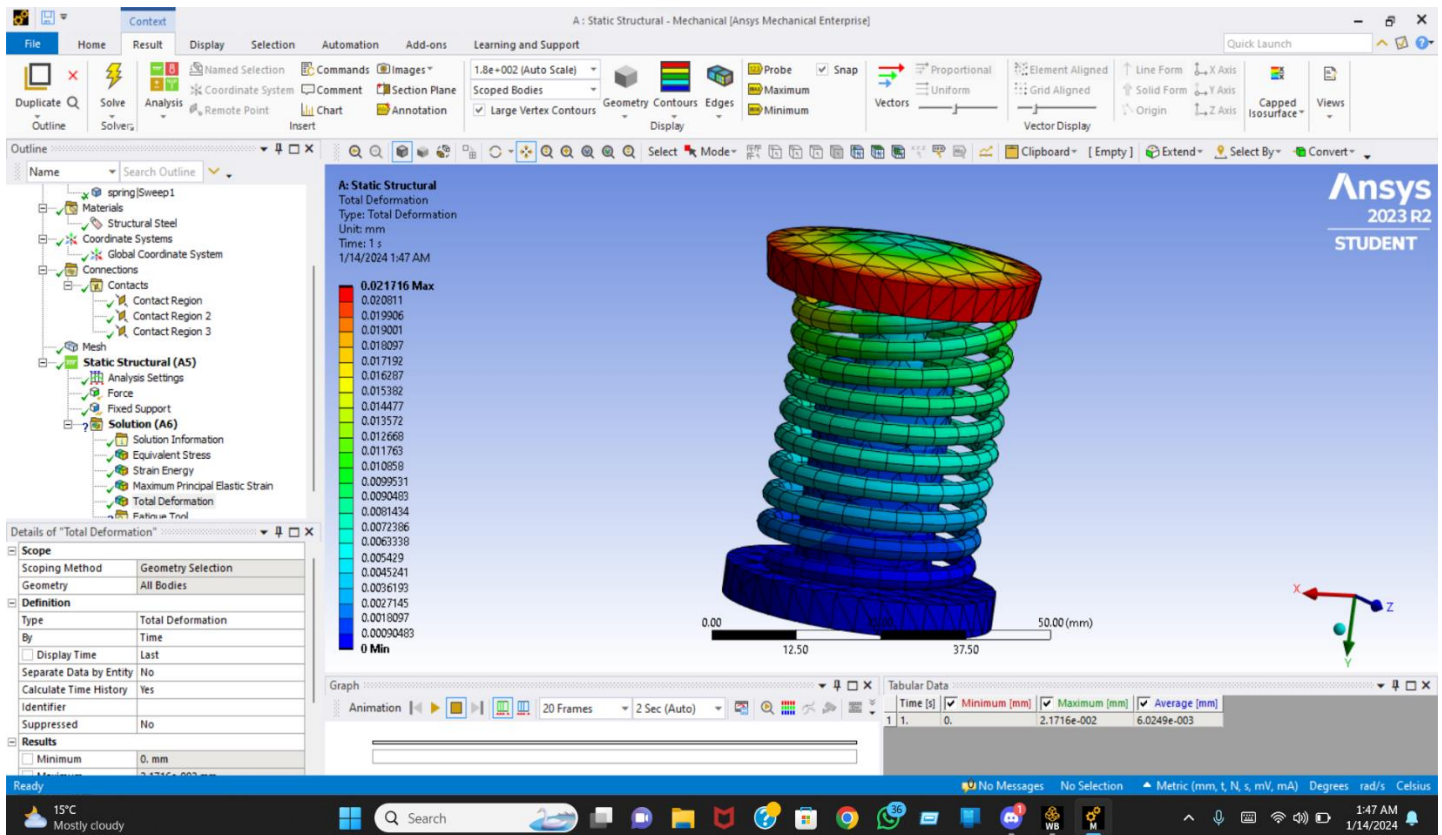 Context
A : Static Structural - Mechanical [Ansys Mechanical Enterprise]
File Home Result Display Selection Automation Add-ons Learning and Support
Quick Launch
Duplicate
Outline
Solve
Solver
Analysis
Named Selection
Coordinate System
Remote Point
Commands
Comment
Chart
Images
Section Plane
Annotation
Insert
1.8e+002 (Auto Scale)
Scoped Bodies
Large Vertex Contours
Geometry Contours Edges
Display
Probe
Maximum
Minimum
Snap
Vectors
Proportional
Uniform
Element Aligned
Grid Aligned
Line Form
Solid Form
Origin
X Axis
Y Axis
Z Axis
Vector Display
Capped
Isosurface
Views
Outline
Select Mode Clipboard [Empty] Extend Select By Convert
Name Search Outline
spring|Sweep1
Materials
Structural Steel
Coordinate Systems
Global Coordinate System
Connections
Contacts
Contact Region
Contact Region 2
Contact Region 3
Mesh
Static Structural (A5)
Analysis Settings
Force
Fixed Support
Solution (A6)
Solution Information
Equivalent Stress
Strain Energy
Maximum Principal Elastic Strain
Total Deformation
Fatigue Tool
Details of "Total Deformation"
Scope
Scoping Method Geometry Selection
Geometry All Bodies
Definition
Type Total Deformation
By Time
Display Time Last
Separate Data by Entity No
Calculate Time History Yes
Identifier
Suppressed No
Results
Minimum 0. mm
Maximum 2.1716e-002 mm
A: Static Structural
Total Deformation
Type: Total Deformation
Unit: mm
Time: 1 s
1/14/2024 1:47 AM
0.021716 Max
0.020811
0.019906
0.019001
0.018097
0.017192
0.016287
0.015382
0.014477
0.013572
0.012668
0.011763
0.010858
0.0099531
0.0090483
0.0081434
0.0072386
0.0063338
0.005429
0.0045241
0.0036193
0.0027145
0.0018097
0.00090483
0 Min
Ansys
2023 R2
STUDENT
0.00 50.00 (mm)
12.50 37.50
X
Z
Y
Graph
Animation 20 Frames 2 Sec (Auto)
Tabular Data
Time [s] Minimum [mm] Maximum [mm] Average [mm]
1 1. 0. 2.1716e-002 6.0249e-003
Ready
No Messages No Selection Metric (mm, t, N, s, mV, mA) Degrees rad/s Celsius
15°C
Mostly cloudy
Search
36
1
WB
M
1:47 AM
1/14/2024